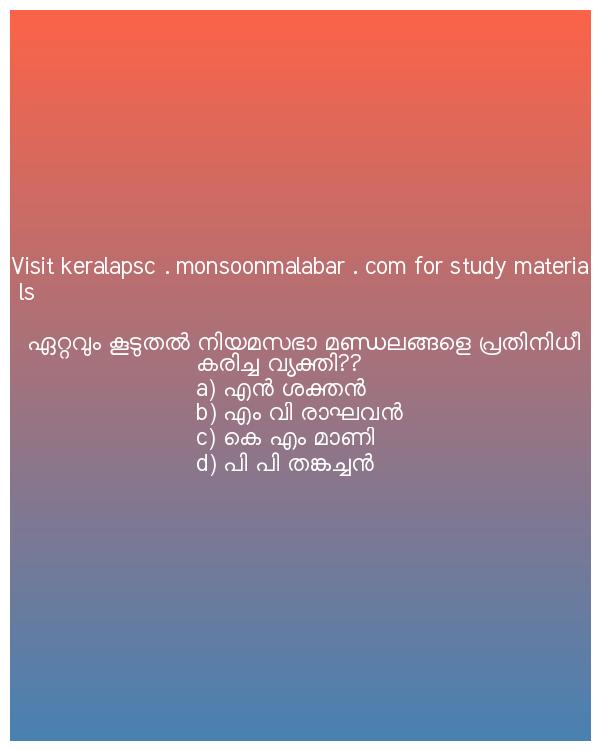 Visit keralapsc . monsoonmalabar . com for study materia
ls
ഏറ്റവും കൂടുതൽ നിയമസഭാ മണ്ഡലങ്ങളെ പ്രതിനിധീ
കരിച്ച വ്യക്തി??
a) എൻ ശക്തൻ
b) എം വി രാഘവൻ
c) കെ എം മാണി
d) പി പി തങ്കച്ചൻ